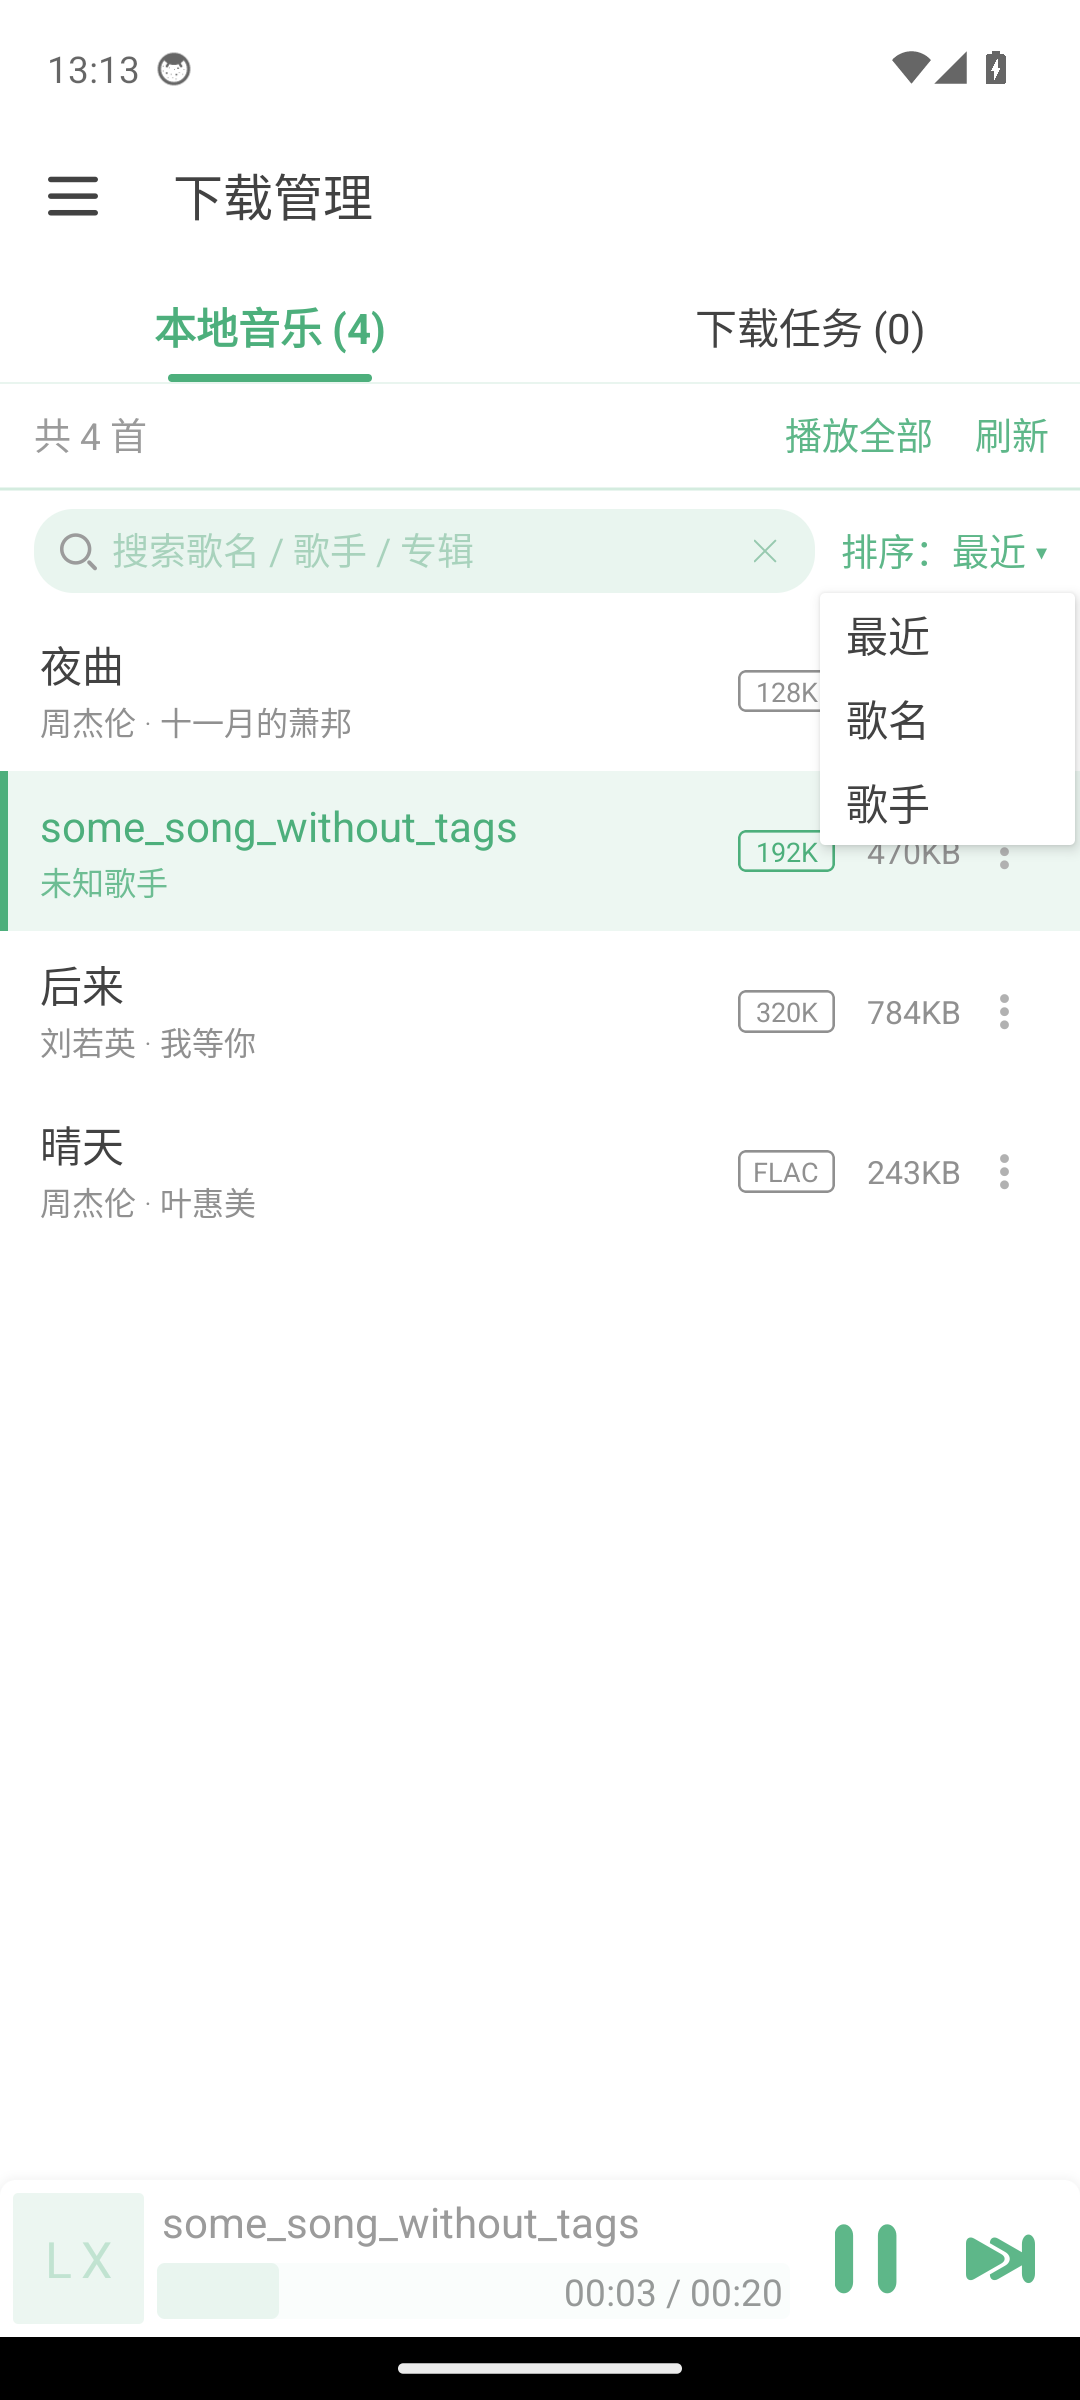 13:13
下载管理
本地音乐 (4)
下载任务 (0)
共 4 首
播放全部
刷新
搜索歌名 / 歌手 / 专辑
排序：最近 ▾
最近
歌名
歌手
夜曲
周杰伦 · 十一月的萧邦
128K
some_song_without_tags
未知歌手
192K
470KB
后来
刘若英 · 我等你
320K
784KB
晴天
周杰伦 · 叶惠美
FLAC
243KB
LX
some_song_without_tags
00:03 / 00:20